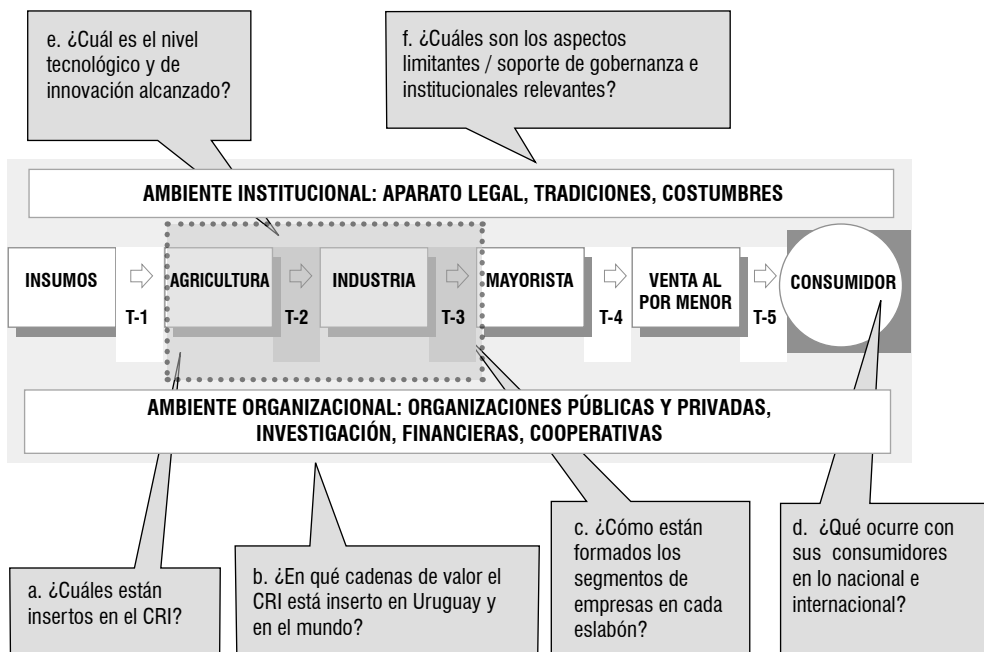 e. ¿Cuál es el nivel
tecnológico y de
innovación alcanzado?
f. ¿Cuáles son los aspectos
limitantes / soporte de gobernanza e
institucionales relevantes?
AMBIENTE INSTITUCIONAL: APARATO LEGAL, TRADICIONES, COSTUMBRES
INSUMOS
T-1
AGRICULTURA
T-2
INDUSTRIA
T-3
MAYORISTA
T-4
VENTA AL
POR MENOR
T-5
CONSUMIDOR
AMBIENTE ORGANIZACIONAL: ORGANIZACIONES PÚBLICAS Y PRIVADAS,
INVESTIGACIÓN, FINANCIERAS, COOPERATIVAS
a. ¿Cuáles están
insertos en el CRI?
b. ¿En qué cadenas de valor el
CRI está inserto en Uruguay y
en el mundo?
c. ¿Cómo están
formados los
segmentos de
empresas en cada
eslabón?
d. ¿Qué ocurre con
sus consumidores
en lo nacional e
internacional?